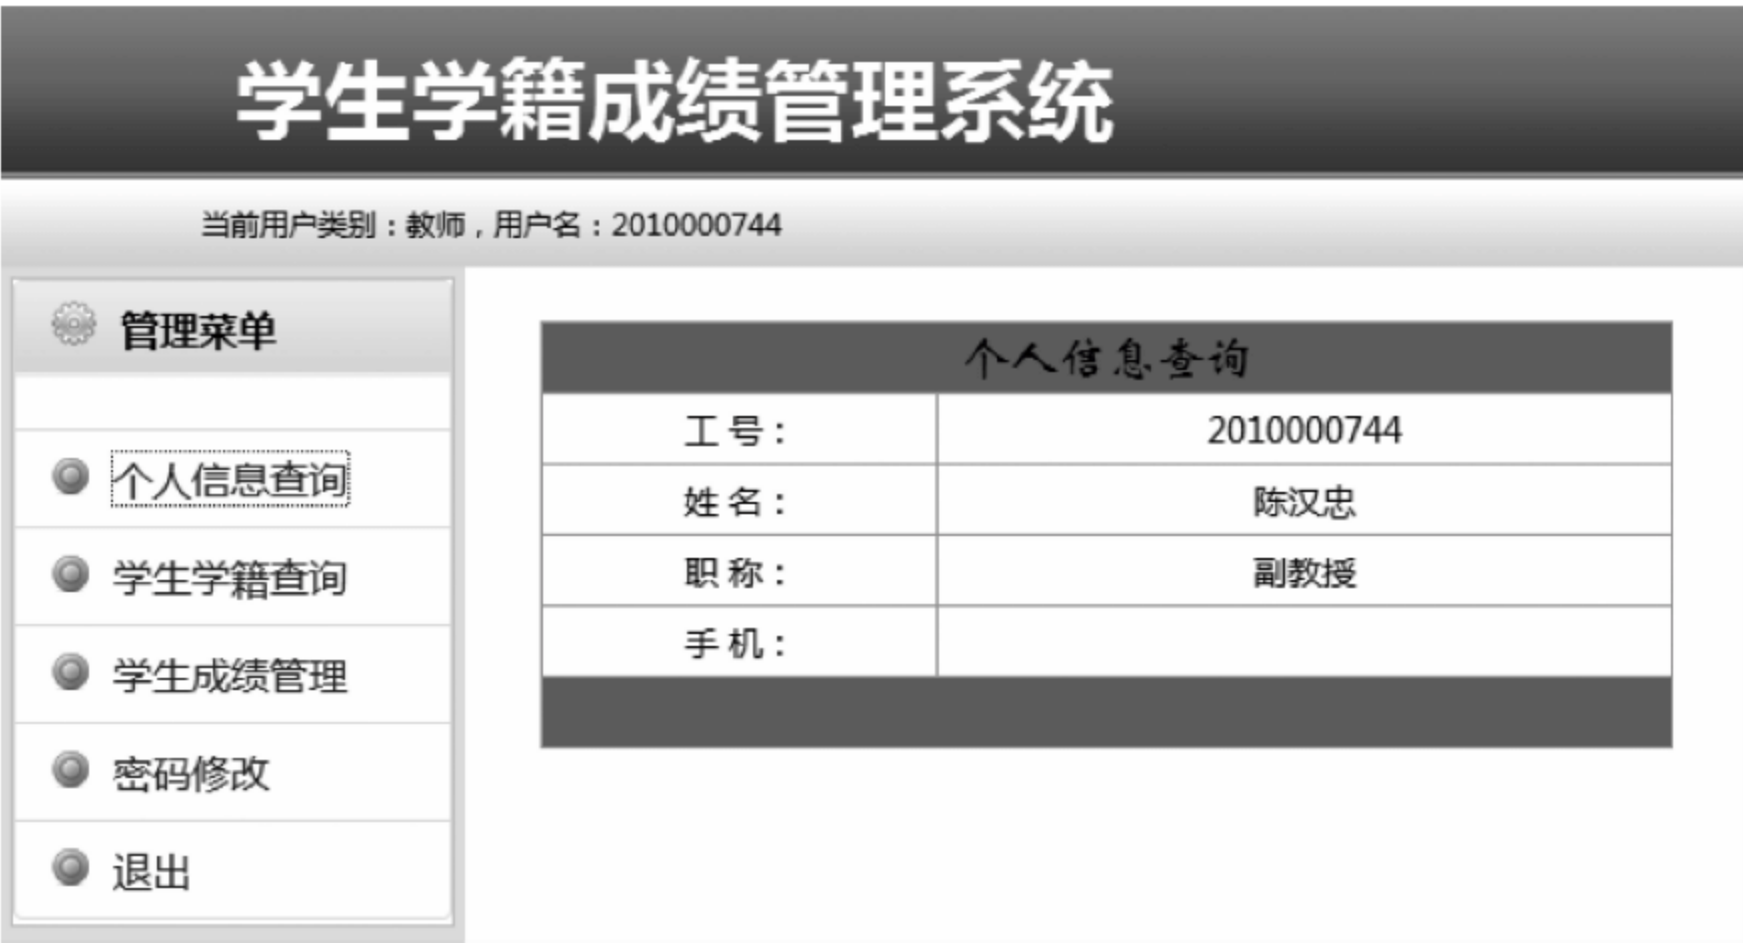 学生学籍成绩管理系统
当前用户类别：教师，用户名：2010000744
管理菜单
个人信息查询
学生学籍查询
学生成绩管理
密码修改
退出
个人信息查询
工 号： 2010000744
姓 名： 陈汉忠
职 称： 副教授
手 机：